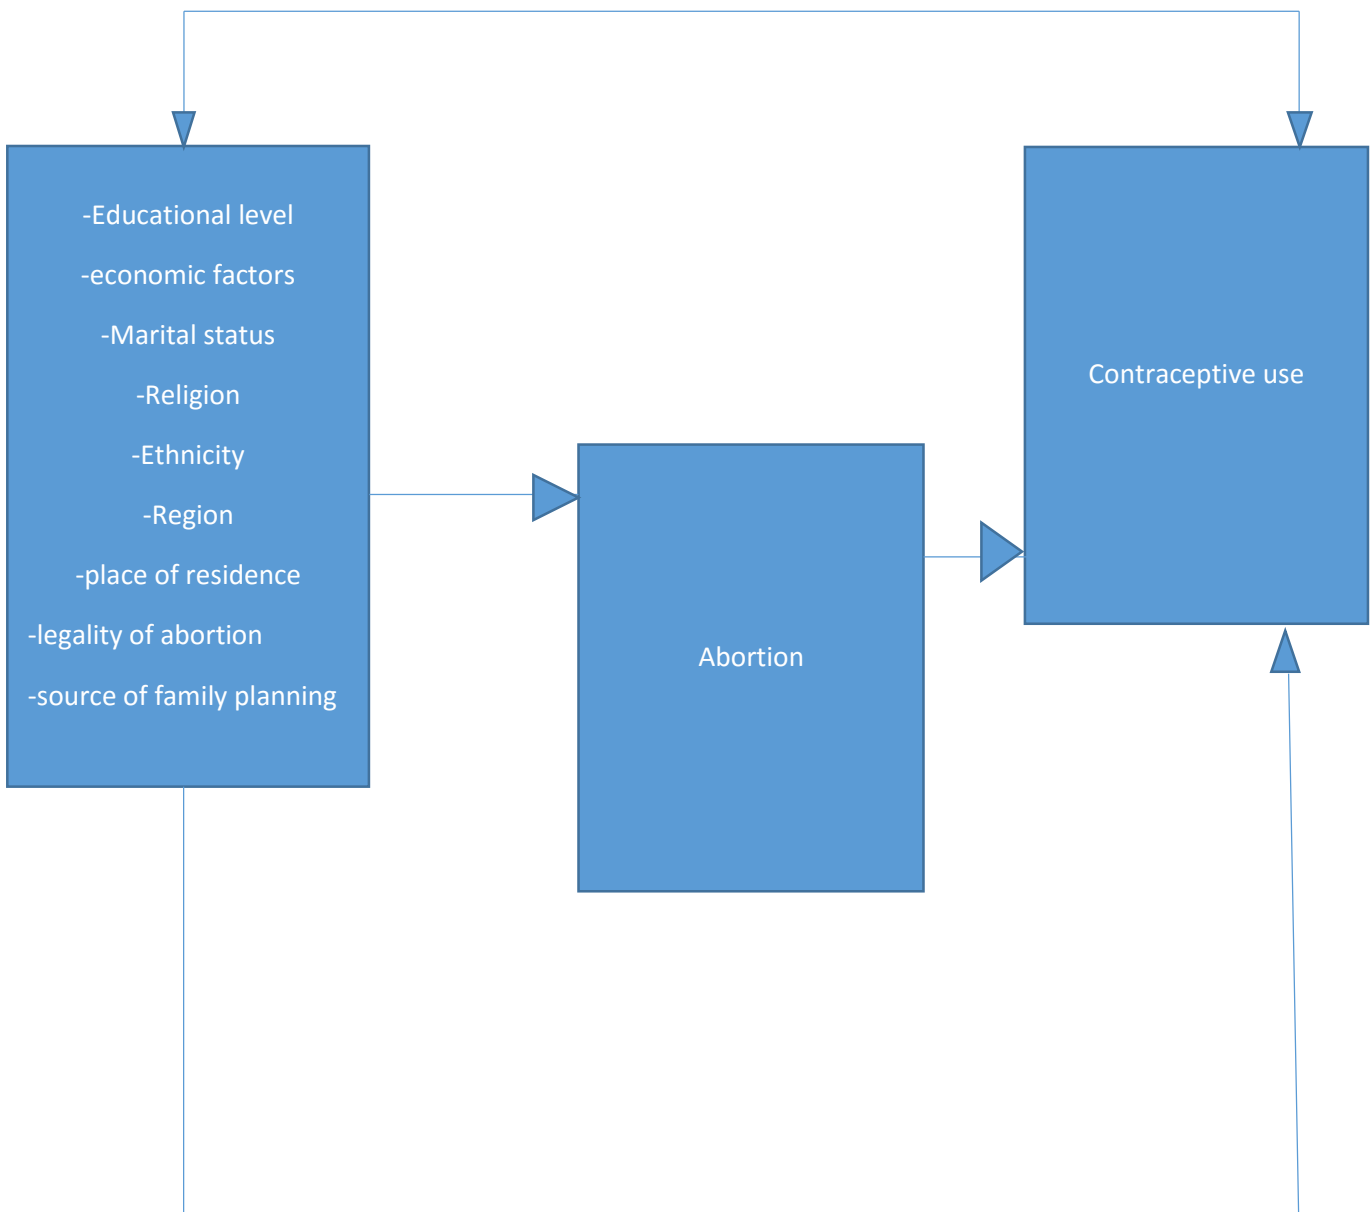 -Educational level
-economic factors
-Marital status
-Religion
-Ethnicity
-Region
-place of residence
-legality of abortion
-source of family planning
Abortion
Contraceptive use